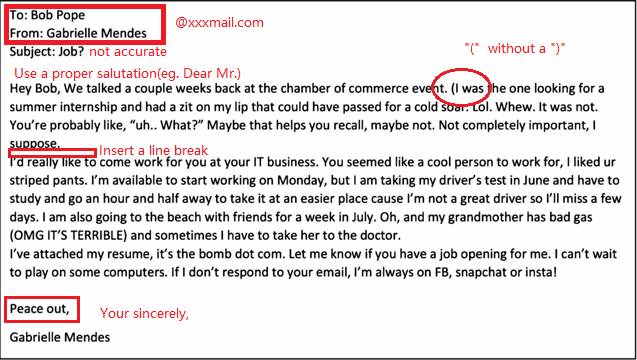 To: Bob Pope
@xxxmail.com
From: Gabrielle Mendes
Subject: Job? not accurate
"(" without a ")"
Use a proper salutation(eg. Dear Mr.)
Hey Bob, We talked a couple weeks back at the chamber of commerce event. (I was the one looking for a
summer internship and had a zit on my lip that could have passed for a cold soar. Lol. Whew. It was not.
You're probably like, "uh.. What?" Maybe that helps you recall, maybe not. Not completely important, I
suppose.
Insert a line break
I'd really like to come work for you at your IT business. You seemed like a cool person to work for, I liked ur
striped pants. I'm available to start working on Monday, but I am taking my driver's test in June and have to
study and go an hour and half away to take it at an easier place cause I'm not a great driver so I'll miss a few
days. I am also going to the beach with friends for a week in July. Oh, and my grandmother has bad gas
(OMG IT'S TERRIBLE) and sometimes I have to take her to the doctor.
I've attached my resume, it's the bomb dot com. Let me know if you have a job opening for me. I can't wait
to play on some computers. If I don't respond to your email, I'm always on FB, snapchat or insta!
Peace out,
Your sincerely,
Gabrielle Mendes